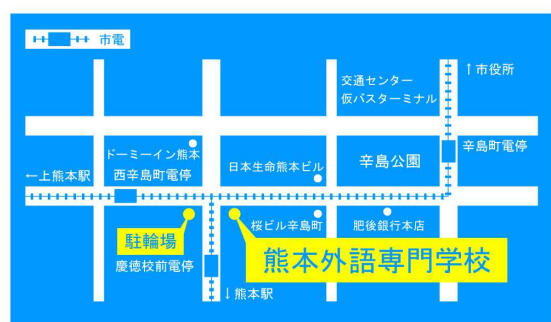 市電
↑市役所
交通センター
仮バスターミナル
ドーミーイン熊本
日本生命熊本ビル
辛島公園
辛島町電停
←上熊本駅
西辛島町電停
駐輪場
桜ビル辛島町
肥後銀行本店
慶徳校前電停
熊本外語専門学校
↓熊本駅